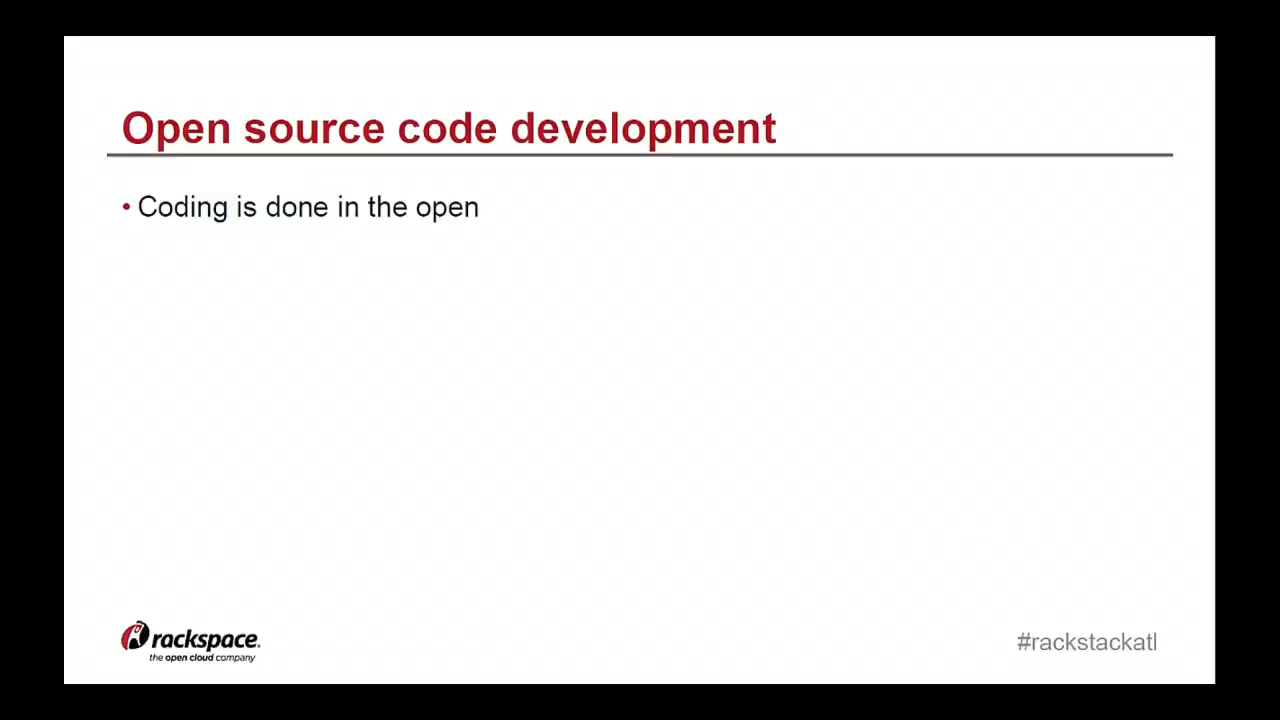 Open source code development
• Coding is done in the open
rackspace.
the open cloud company
#rackstackatl